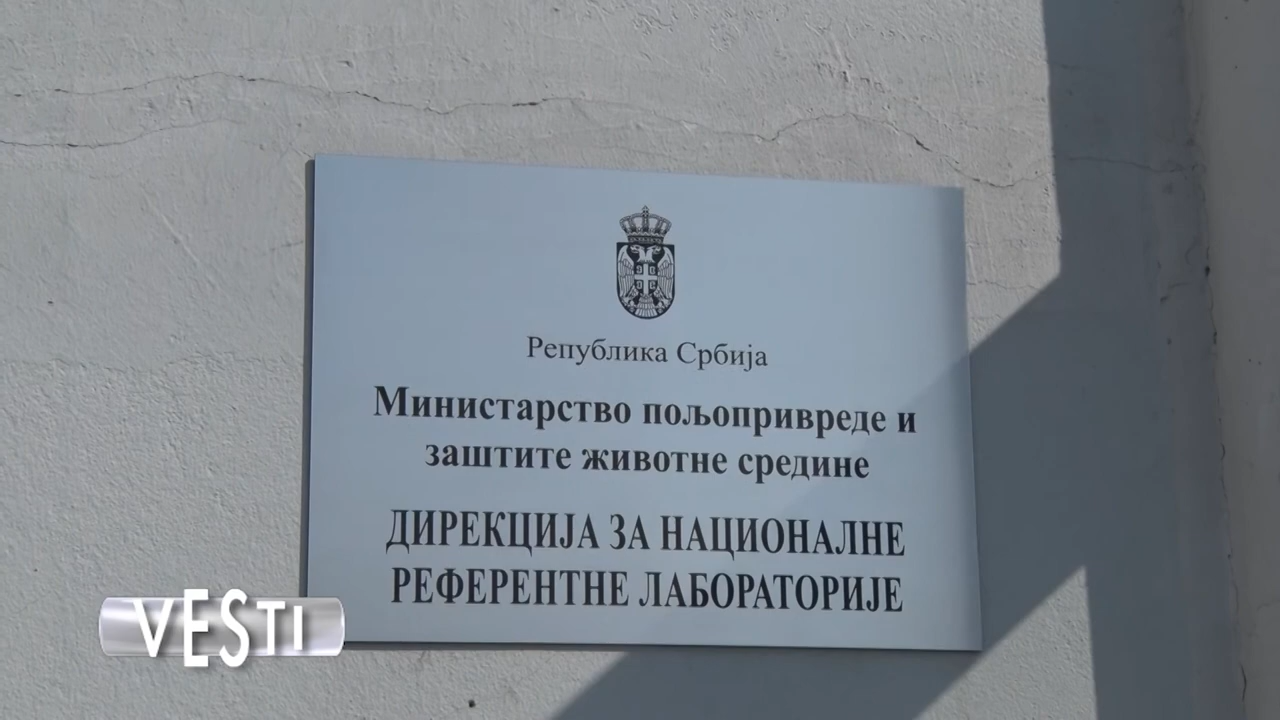 Република Србија
Министарство пољопривреде и
заштите животне средине
ДИРЕКЦИЈА ЗА НАЦИОНАЛНЕ
РЕФЕРЕНТНЕ ЛАБОРАТОРИЈЕ
VESTI